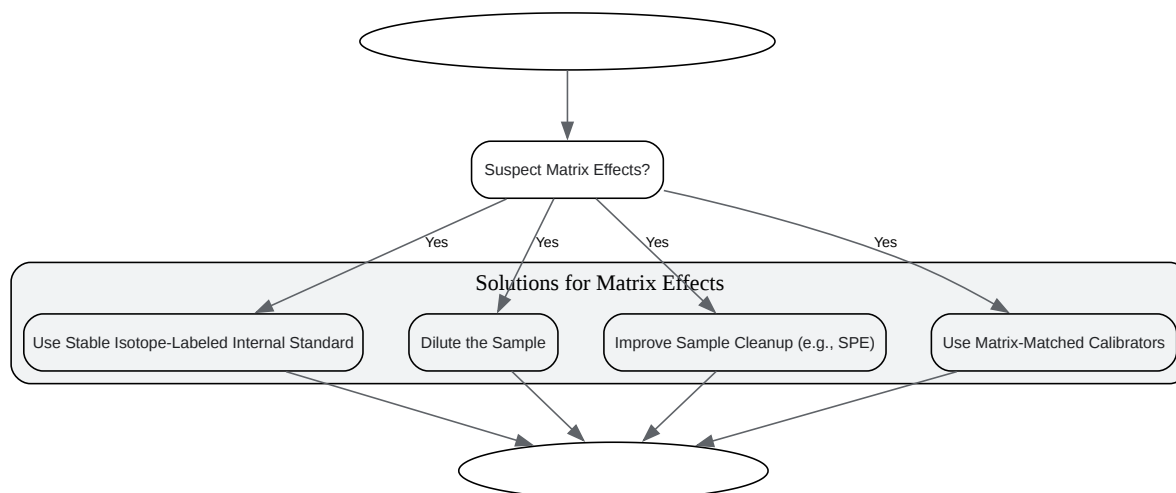 Suspect Matrix Effects?
Yes Yes Yes Yes
Solutions for Matrix Effects
Use Stable Isotope-Labeled Internal Standard
Dilute the Sample
Improve Sample Cleanup (e.g., SPE)
Use Matrix-Matched Calibrators